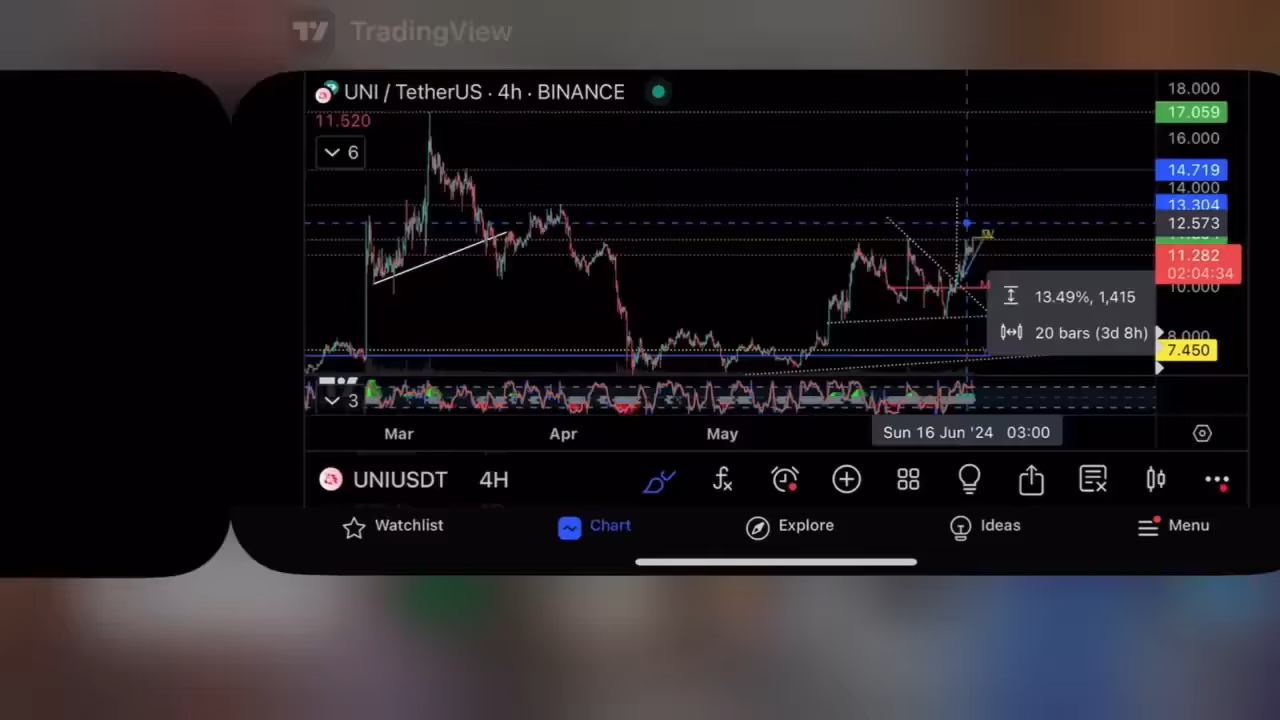 TradingView
UNI / TetherUS · 4h · BINANCE
11.520
6
18.000
17.059
16.000
14.719
14.000
13.304
12.573
11.282
02:04:34
10.000
13.49%, 1,415
20 bars (3d 8h)
8.000
7.450
3
Mar Apr May
Sun 16 Jun '24 03:00
UNIUSDT 4H
Watchlist Chart Explore Ideas Menu